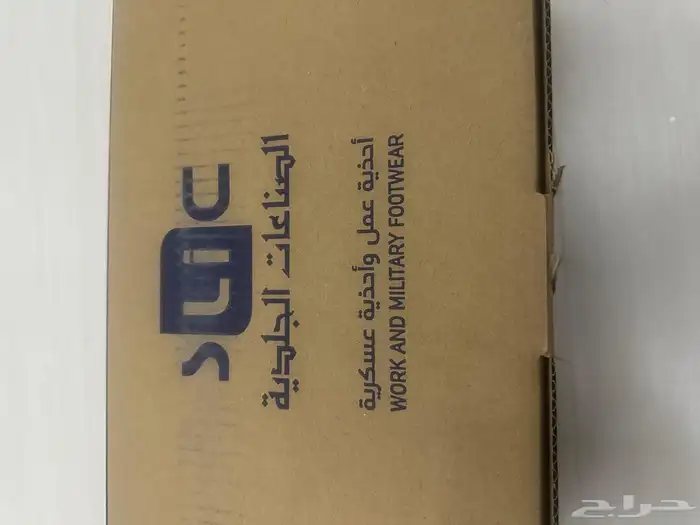 SLIC
الصناعات الجلدية
أحذية عمل وأحذية عسكرية
WORK AND MILITARY FOOTWEAR
حراج